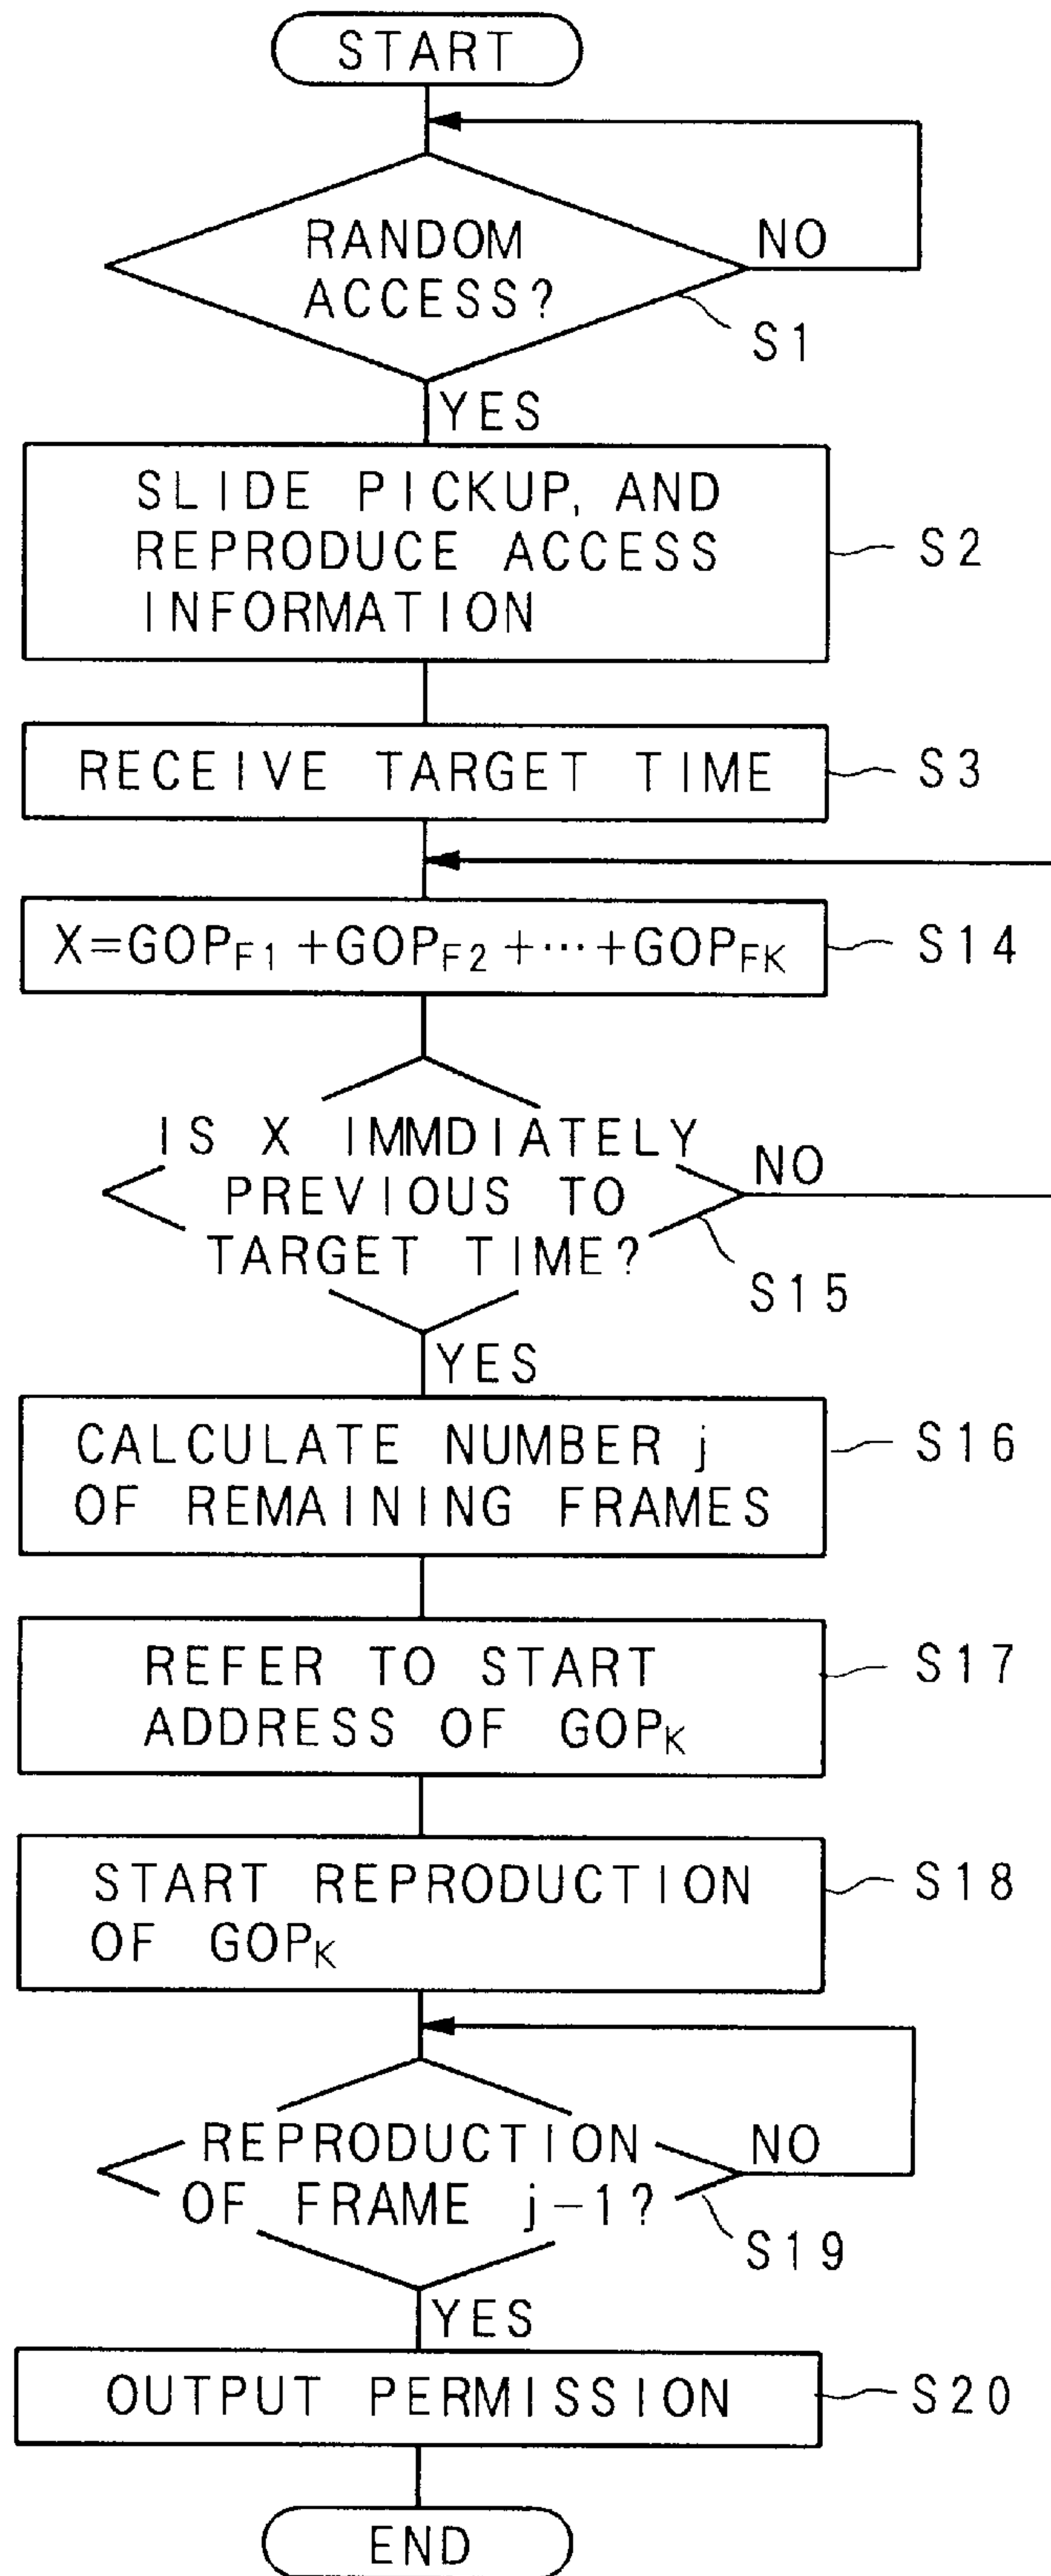 START
RANDOM
ACCESS?
NO
S1
YES
SLIDE PICKUP, AND
REPRODUCE ACCESS
INFORMATION
S2
RECEIVE TARGET TIME
S3
X=GOPF1 +GOPF2 +···+GOPFK
S14
IS X IMMDIATELY
PREVIOUS TO
TARGET TIME?
NO
S15
YES
CALCULATE NUMBER j
OF REMAINING FRAMES
S16
REFER TO START
ADDRESS OF GOPK
S17
START REPRODUCTION
OF GOPK
S18
REPRODUCTION
OF FRAME j-1?
NO
S19
YES
OUTPUT PERMISSION
S20
END